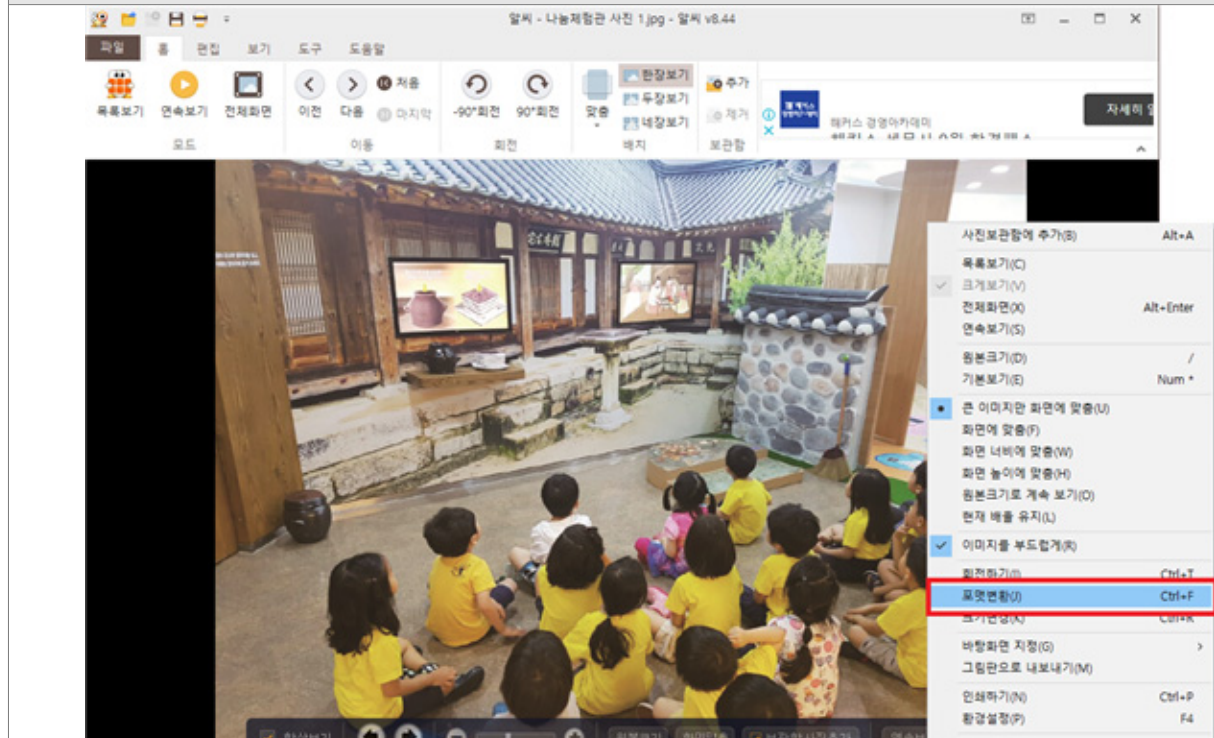 알씨 - 나눔체험관 사진 1.jpg - 알씨 v8.44
파일 홈 편집 보기 도구 도움말
목록보기 연속보기 전체화면
이전 다음 처음 마지막
-90°회전 90°회전
맞춤 한장보기 두장보기 네장보기
추가 제거
모드 이동 회전 배치 보관함
해커스 경영아카데미
자세히
사진보관함에 추가(B) Alt+A
목록보기(C)
크게보기(V)
전체화면(X) Alt+Enter
연속보기(S)
원본크기(D) /
기본보기(E) Num *
큰 이미지만 화면에 맞춤(U)
화면에 맞춤(F)
화면 너비에 맞춤(W)
화면 높이에 맞춤(H)
원본크기로 계속 보기(O)
현재 배율 유지(L)
이미지를 부드럽게(R)
회전하기(I) Ctrl+T
포맷변환(J) Ctrl+F
크기변경(K) Ctrl+R
바탕화면 지정(G) >
그림판으로 내보내기(M)
인쇄하기(N) Ctrl+P
환경설정(P) F4